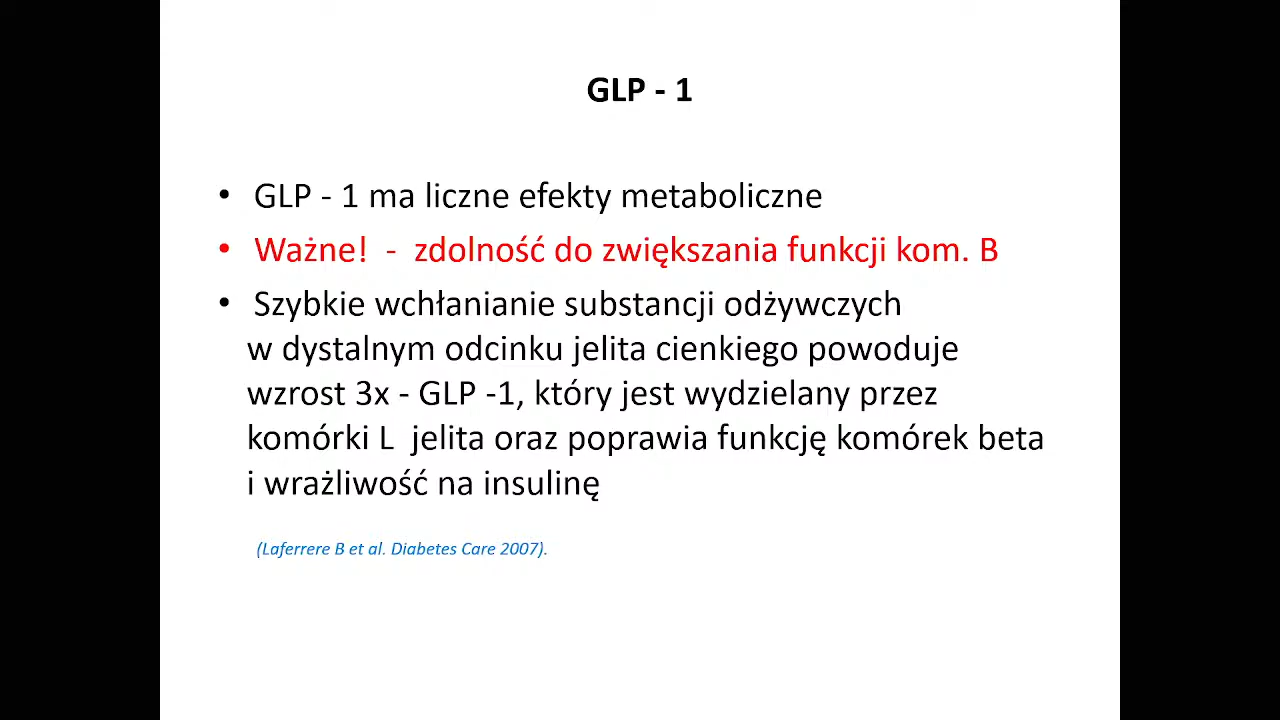 GLP - 1
• GLP - 1 ma liczne efekty metaboliczne
• Ważne! - zdolność do zwiększania funkcji kom. B
• Szybkie wchłanianie substancji odżywczych
w dystalnym odcinku jelita cienkiego powoduje
wzrost 3x - GLP -1, który jest wydzielany przez
komórki L jelita oraz poprawia funkcję komórek beta
i wrażliwość na insulinę
(Laferrere B et al. Diabetes Care 2007).